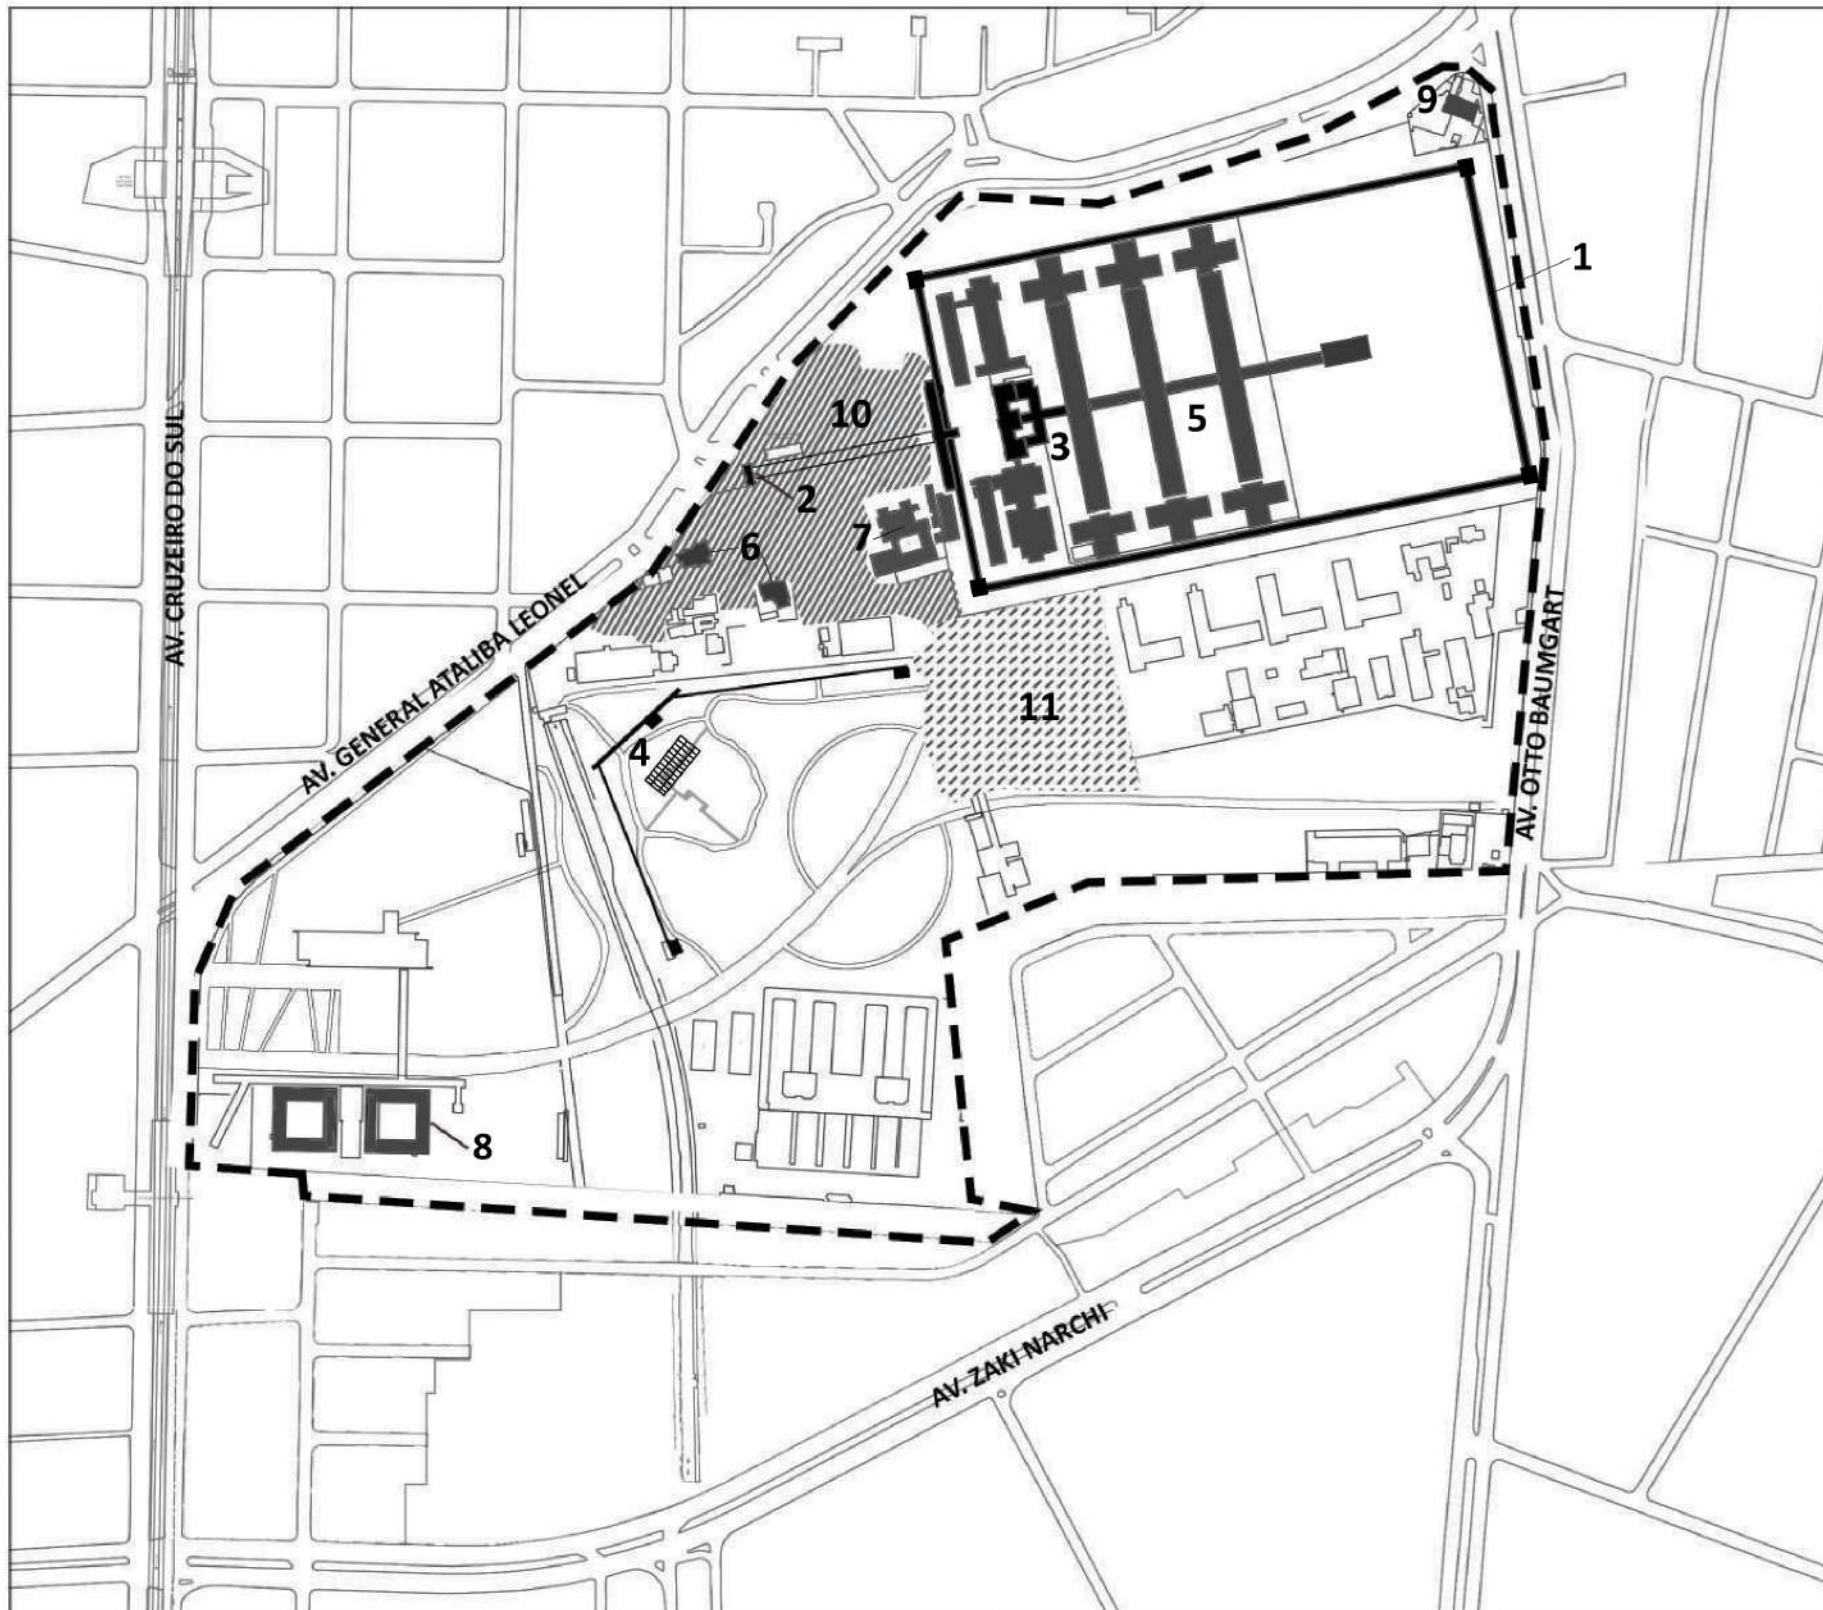 9
1
10
5
3
2
7
6
AV. CRUZEIRO DO SUL
AV. GENERAL ATALIBA LEONEL
11
4
AV. OTTO BAUMGART
8
AV. ZAKI NARCHI